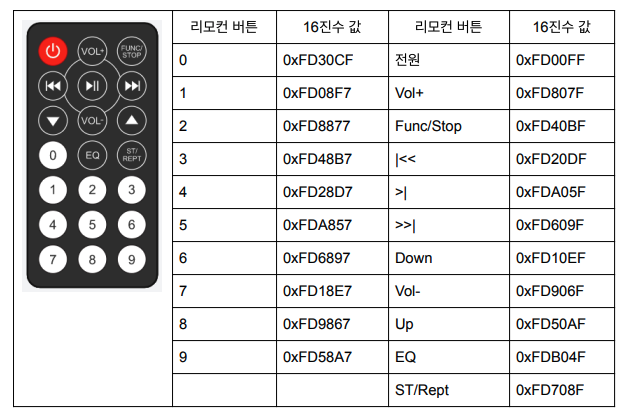 VOL+
FUNC/
STOP
VOL-
0
EQ
ST/
REPT
1 2 3
4 5 6
7 8 9
리모컨 버튼 16진수 값 리모컨 버튼 16진수 값
0 0xFD30CF 전원 0xFD00FF
1 0xFD08F7 Vol+ 0xFD807F
2 0xFD8877 Func/Stop 0xFD40BF
3 0xFD48B7 |<< 0xFD20DF
4 0xFD28D7 >| 0xFDA05F
5 0xFDA857 >>| 0xFD609F
6 0xFD6897 Down 0xFD10EF
7 0xFD18E7 Vol- 0xFD906F
8 0xFD9867 Up 0xFD50AF
9 0xFD58A7 EQ 0xFDB04F
ST/Rept 0xFD708F